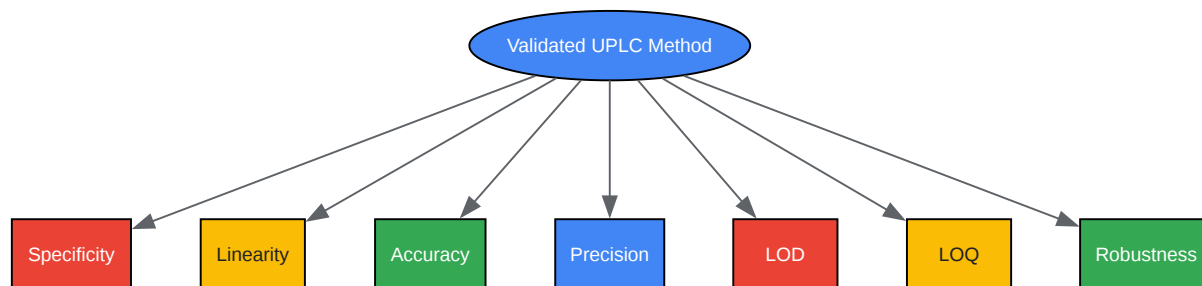 Validated UPLC Method
Specificity
Linearity
Accuracy
Precision
LOD
LOQ
Robustness